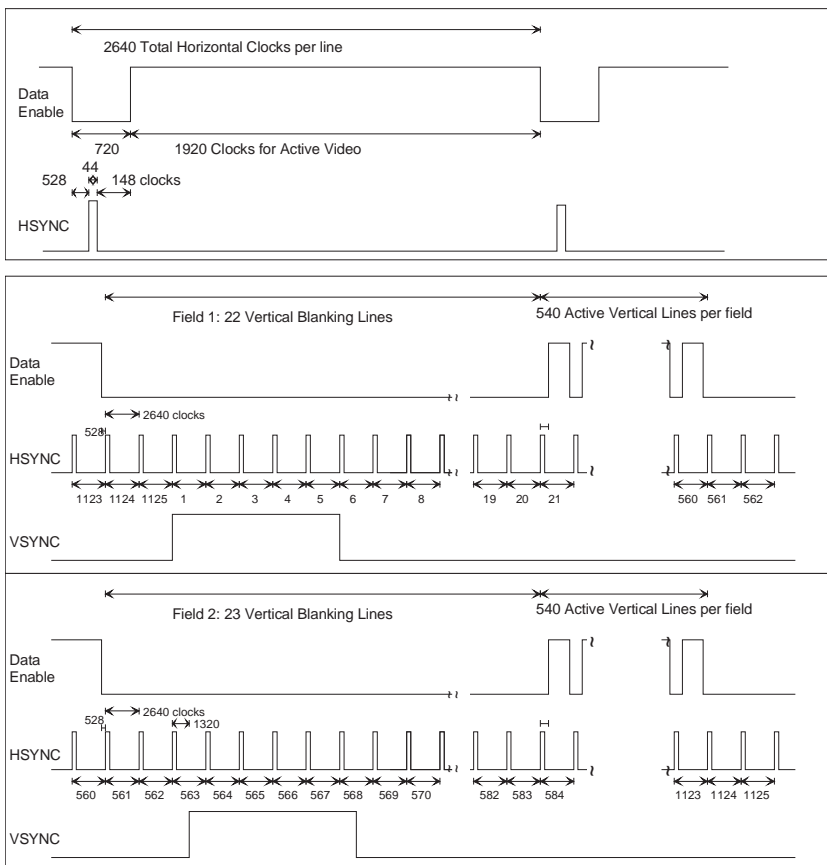 2640 Total Horizontal Clocks per line
Data
Enable
720
1920 Clocks for Active Video
44
528
148 clocks
HSYNC
Field 1: 22 Vertical Blanking Lines
540 Active Vertical Lines per field
Data
Enable
2640 clocks
528
HSYNC
1123 1124 1125 1 2 3 4 5 6 7 8 19 20 21 560 561 562
VSYNC
Field 2: 23 Vertical Blanking Lines
540 Active Vertical Lines per field
Data
Enable
2640 clocks
528
1320
HSYNC
560 561 562 563 564 565 566 567 568 569 570 582 583 584 1123 1124 1125
VSYNC